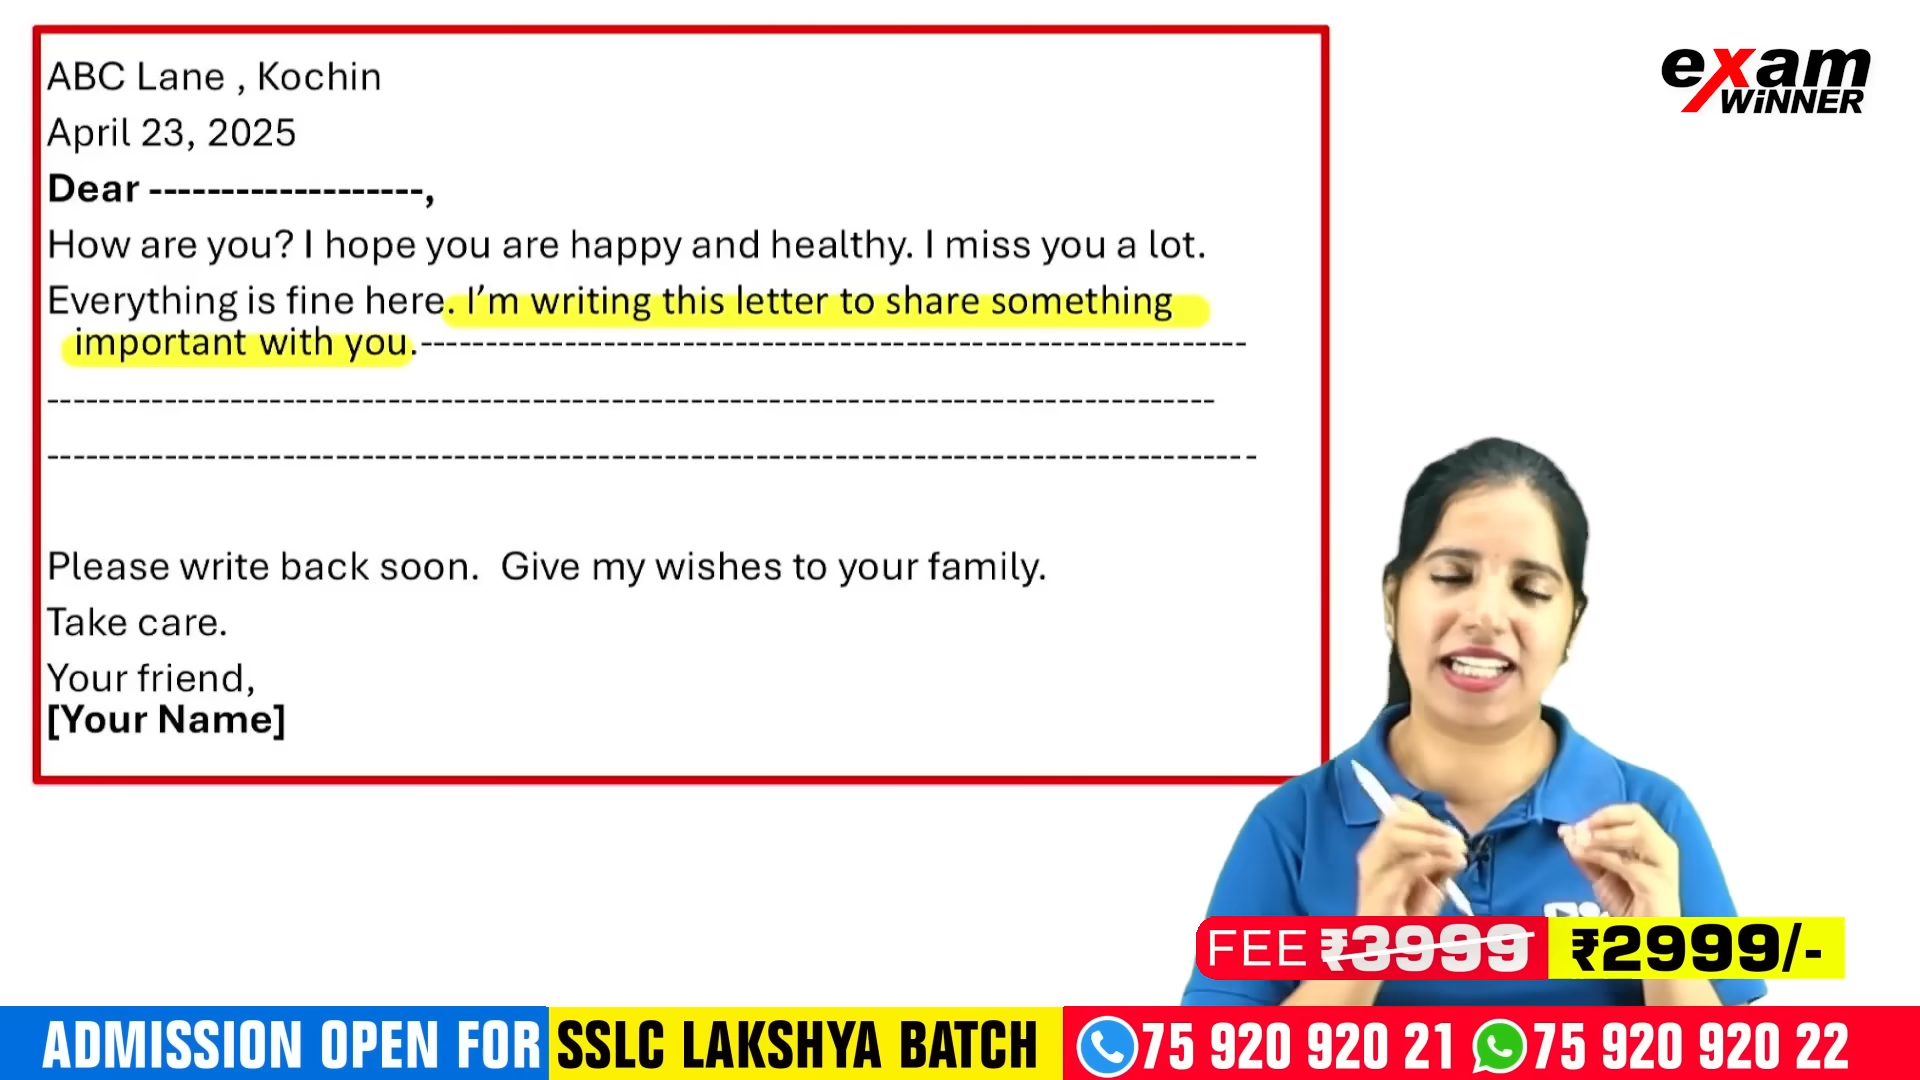 ABC Lane , Kochin
April 23, 2025
Dear -------------------,
How are you? I hope you are happy and healthy. I miss you a lot.
Everything is fine here. I'm writing this letter to share something
important with you.----------------------------------------------------------------
------------------------------------------------------------------------------------------
---------------------------------------------------------------------------------------------
Please write back soon.  Give my wishes to your family.
Take care.
Your friend,
[Your Name]
exam
WiNNER
FEE ₹3999 ₹2999/-
ADMISSION OPEN FOR SSLC LAKSHYA BATCH 75 920 920 21 75 920 920 22